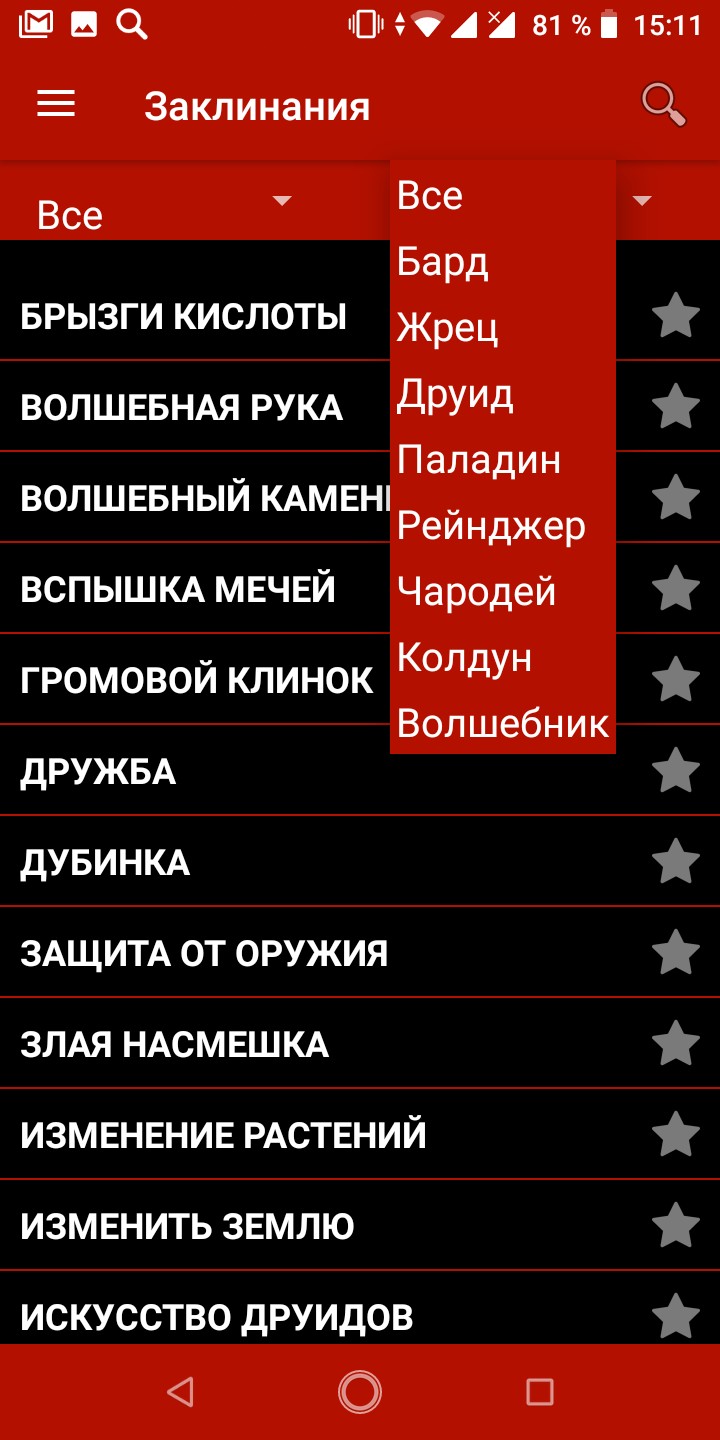 81 % 15:11
Заклинания
Все
Все
Бард
Жрец
Друид
Паладин
Рейнджер
Чародей
Колдун
Волшебник
БРЫЗГИ КИСЛОТЫ
ВОЛШЕБНАЯ РУКА
ВОЛШЕБНЫЙ КАМЕН
ВСПЫШКА МЕЧЕЙ
ГРОМОВОЙ КЛИНОК
ДРУЖБА
ДУБИНКА
ЗАЩИТА ОТ ОРУЖИЯ
ЗЛАЯ НАСМЕШКА
ИЗМЕНЕНИЕ РАСТЕНИЙ
ИЗМЕНИТЬ ЗЕМЛЮ
ИСКУССТВО ДРУИДОВ